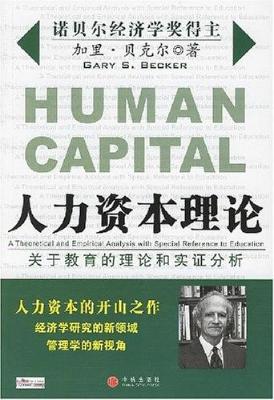 诺贝尔经济学奖得主
加里·贝克尔◎著
GARY S. BECKER
HUMAN
CAPITAL
人力资本理论
A Theoretical and Empirical Analysis with Special Reference to Education
关于教育的理论和实证分析
人力资本的开山之作
经济学研究的新领域
管理学的新视角
中信出版社